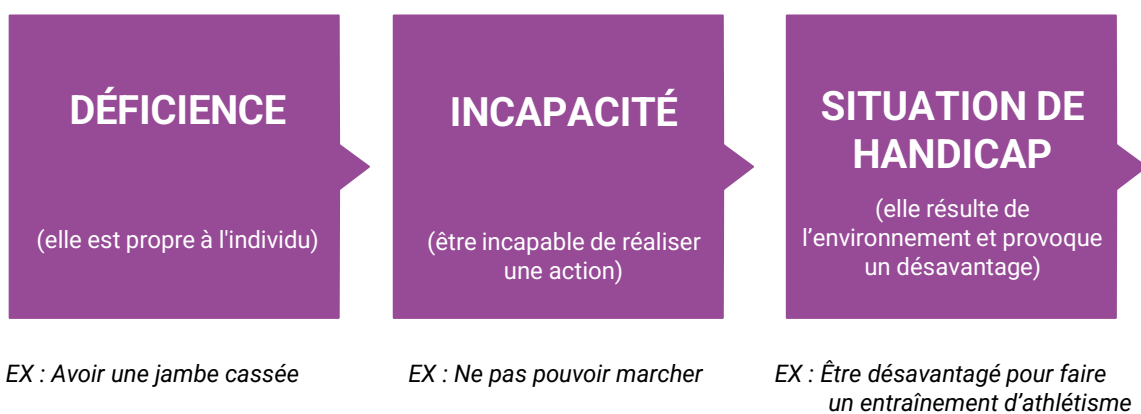 DÉFICIENCE
(elle est propre à l'individu)
INCAPACITÉ
(être incapable de réaliser
une action)
SITUATION DE
HANDICAP
(elle résulte de
l’environnement et provoque
un désavantage)
EX : Avoir une jambe cassée
EX : Ne pas pouvoir marcher
EX : Être désavantagé pour faire
un entraînement d’athlétisme